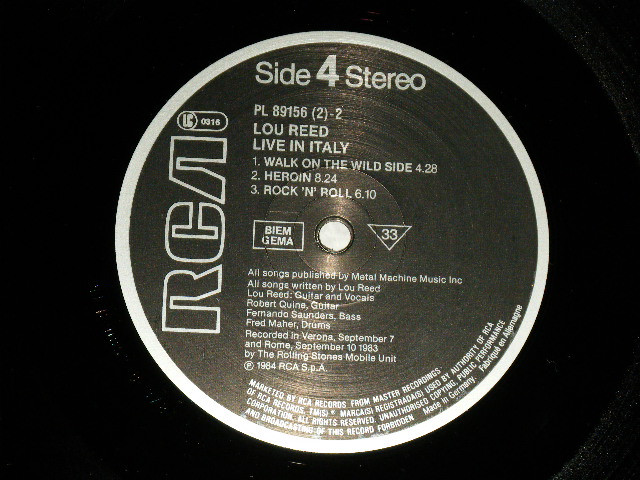 Side 4 Stereo
PL 89156 (2)-2
LC 0316
LOU REED
LIVE IN ITALY
1. WALK ON THE WILD SIDE 4.28
2. HEROIN 8.24
3. ROCK 'N' ROLL 6.10
RCA
BIEM
GEMA
33
All songs published by Metal Machine Music Inc
All songs written by Lou Reed
Lou Reed: Guitar and Vocals
Robert Quine, Guitar
Fernando Saunders, Bass
Fred Maher, Drums
Recorded in Verona, September 7
and Rome, September 10 1983
by The Rolling Stones Mobile Unit
℗ 1984 RCA S.p.A.
MARKETED BY RCA RECORDS FROM MASTER RECORDINGS
OF RCA RECORDS. TM(S) ® MARCA(S) REGISTRADA(S) USED BY AUTHORITY OF RCA
CORPORATION. ALL RIGHTS RESERVED. UNAUTHORISED COPYING, PUBLIC PERFORMANCE
AND BROADCASTING OF THIS RECORD FORBIDDEN
Made in Germany. Fabriqué en Allemagne